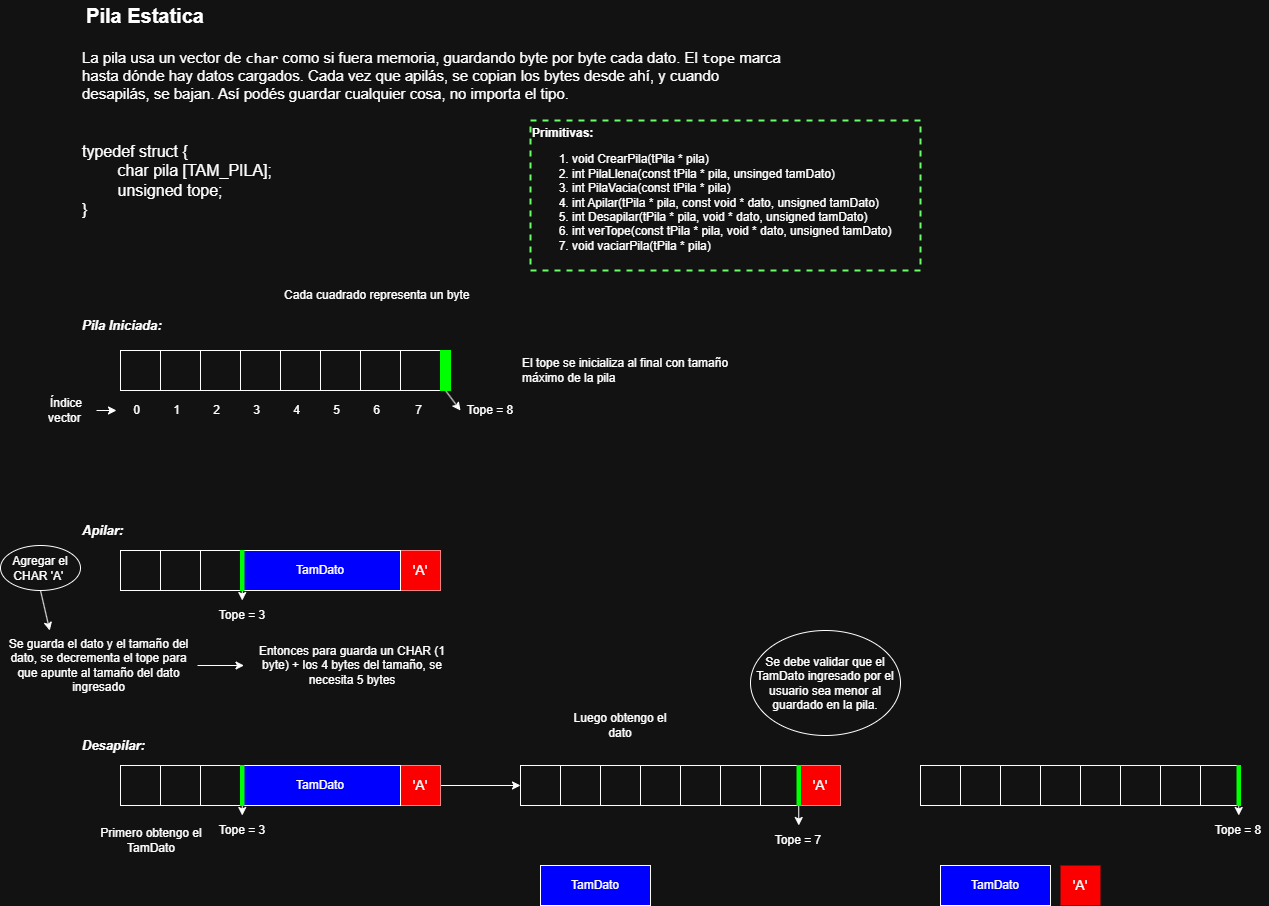 Pila Estatica
La pila usa un vector de char como si fuera memoria, guardando byte por byte cada dato. El tope marca
hasta dónde hay datos cargados. Cada vez que apilás, se copian los bytes desde ahí, y cuando
desapilás, se bajan. Así podés guardar cualquier cosa, no importa el tipo.
typedef struct {
char pila [TAM_PILA];
unsigned tope;
}
Primitivas:
1. void CrearPila(tPila * pila)
2. int PilaLlena(const tPila * pila, unsinged tamDato)
3. int PilaVacia(const tPila * pila)
4. int Apilar(tPila * pila, const void * dato, unsigned tamDato)
5. int Desapilar(tPila * pila, void * dato, unsigned tamDato)
6. int verTope(const tPila * pila, void * dato, unsigned tamDato)
7. void vaciarPila(tPila * pila)
Cada cuadrado representa un byte
Pila Iniciada:
El tope se inicializa al final con tamaño
máximo de la pila
Índice
vector
0 1 2 3 4 5 6 7
Tope = 8
Apilar:
Agregar el
CHAR 'A'
TamDato
'A'
Tope = 3
Se guarda el dato y el tamaño del
dato, se decrementa el tope para
que apunte al tamaño del dato
ingresado
Entonces para guarda un CHAR (1
byte) + los 4 bytes del tamaño, se
necesita 5 bytes
Se debe validar que el
TamDato ingresado por el
usuario sea menor al
guardado en la pila.
Luego obtengo el
dato
Desapilar:
TamDato
'A'
'A'
Primero obtengo el
TamDato
Tope = 3
Tope = 7
Tope = 8
TamDato
TamDato
'A'